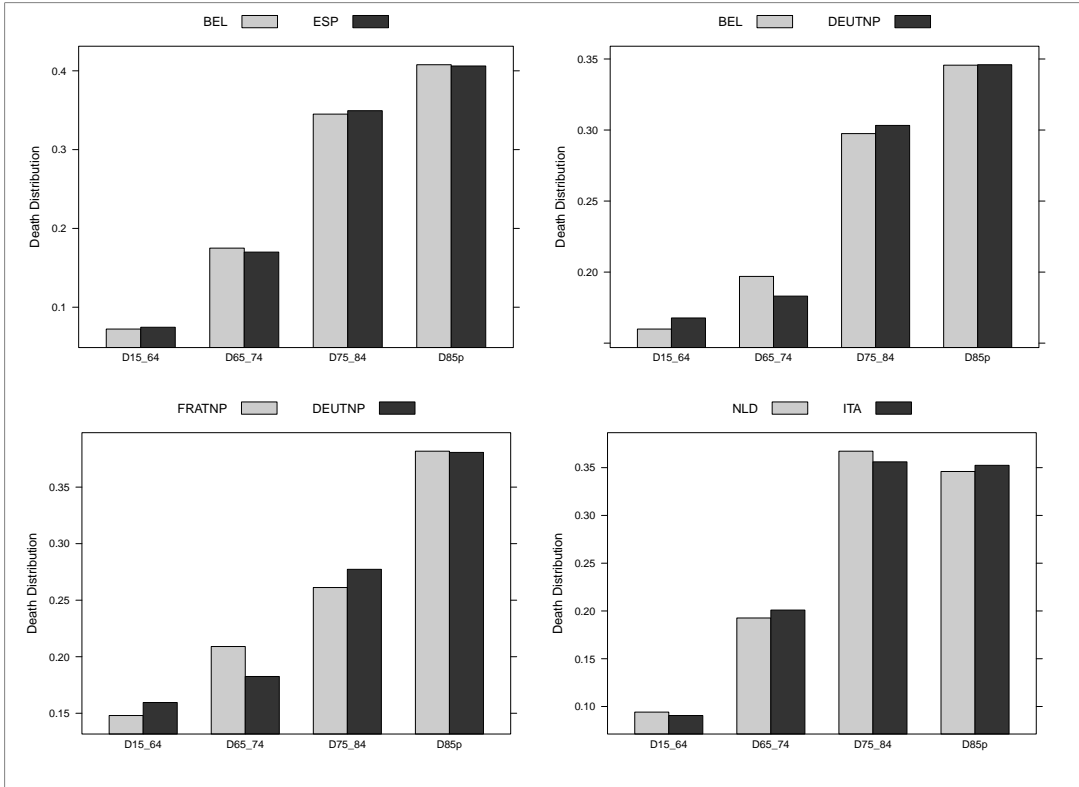 BEL ESP
Death Distribution
0.4
0.3
0.2
0.1
D15_64 D65_74 D75_84 D85p
BEL DEUTNP
Death Distribution
0.35
0.30
0.25
0.20
D15_64 D65_74 D75_84 D85p
FRATNP DEUTNP
Death Distribution
0.35
0.30
0.25
0.20
0.15
D15_64 D65_74 D75_84 D85p
NLD ITA
Death Distribution
0.35
0.30
0.25
0.20
0.15
0.10
D15_64 D65_74 D75_84 D85p